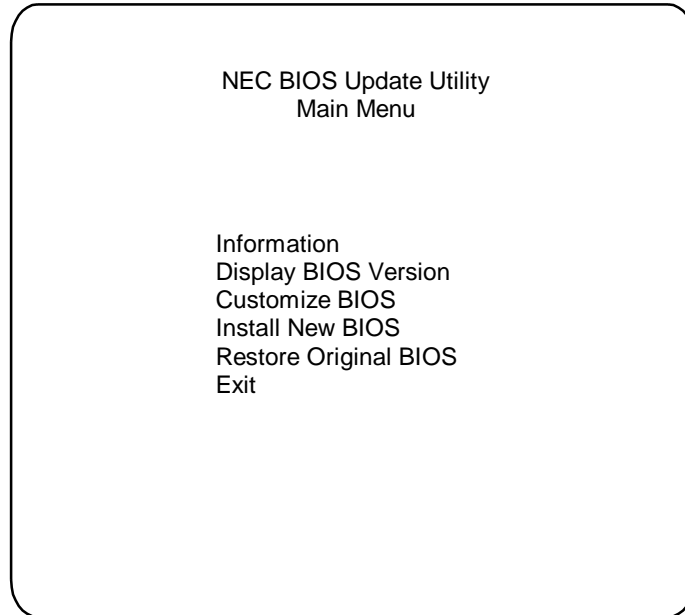 NEC BIOS Update Utility
Main Menu
Information
Display BIOS Version
Customize BIOS
Install New BIOS
Restore Original BIOS
Exit